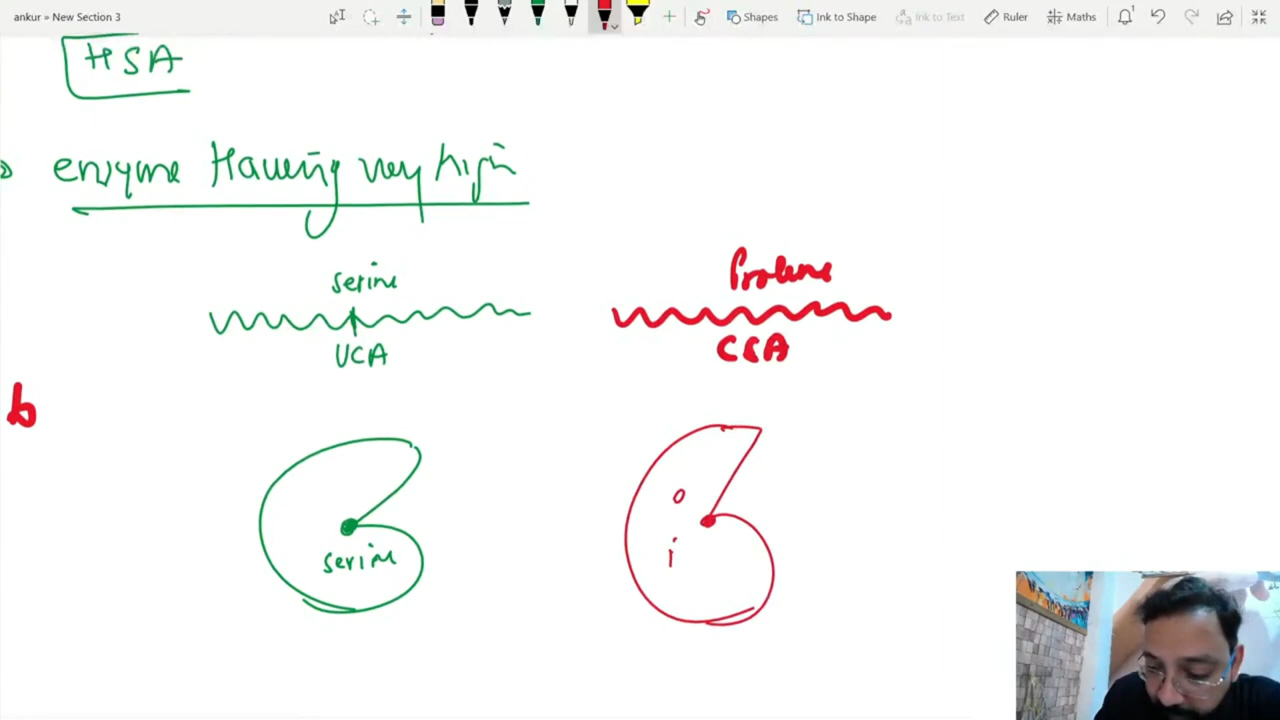 ankur » New Section 3
Shapes
Ink to Shape
Ink to Text
Ruler
Maths
HSA
enzyme Having very high
serine
UCA
Proline
CCA
b
serine
o
i